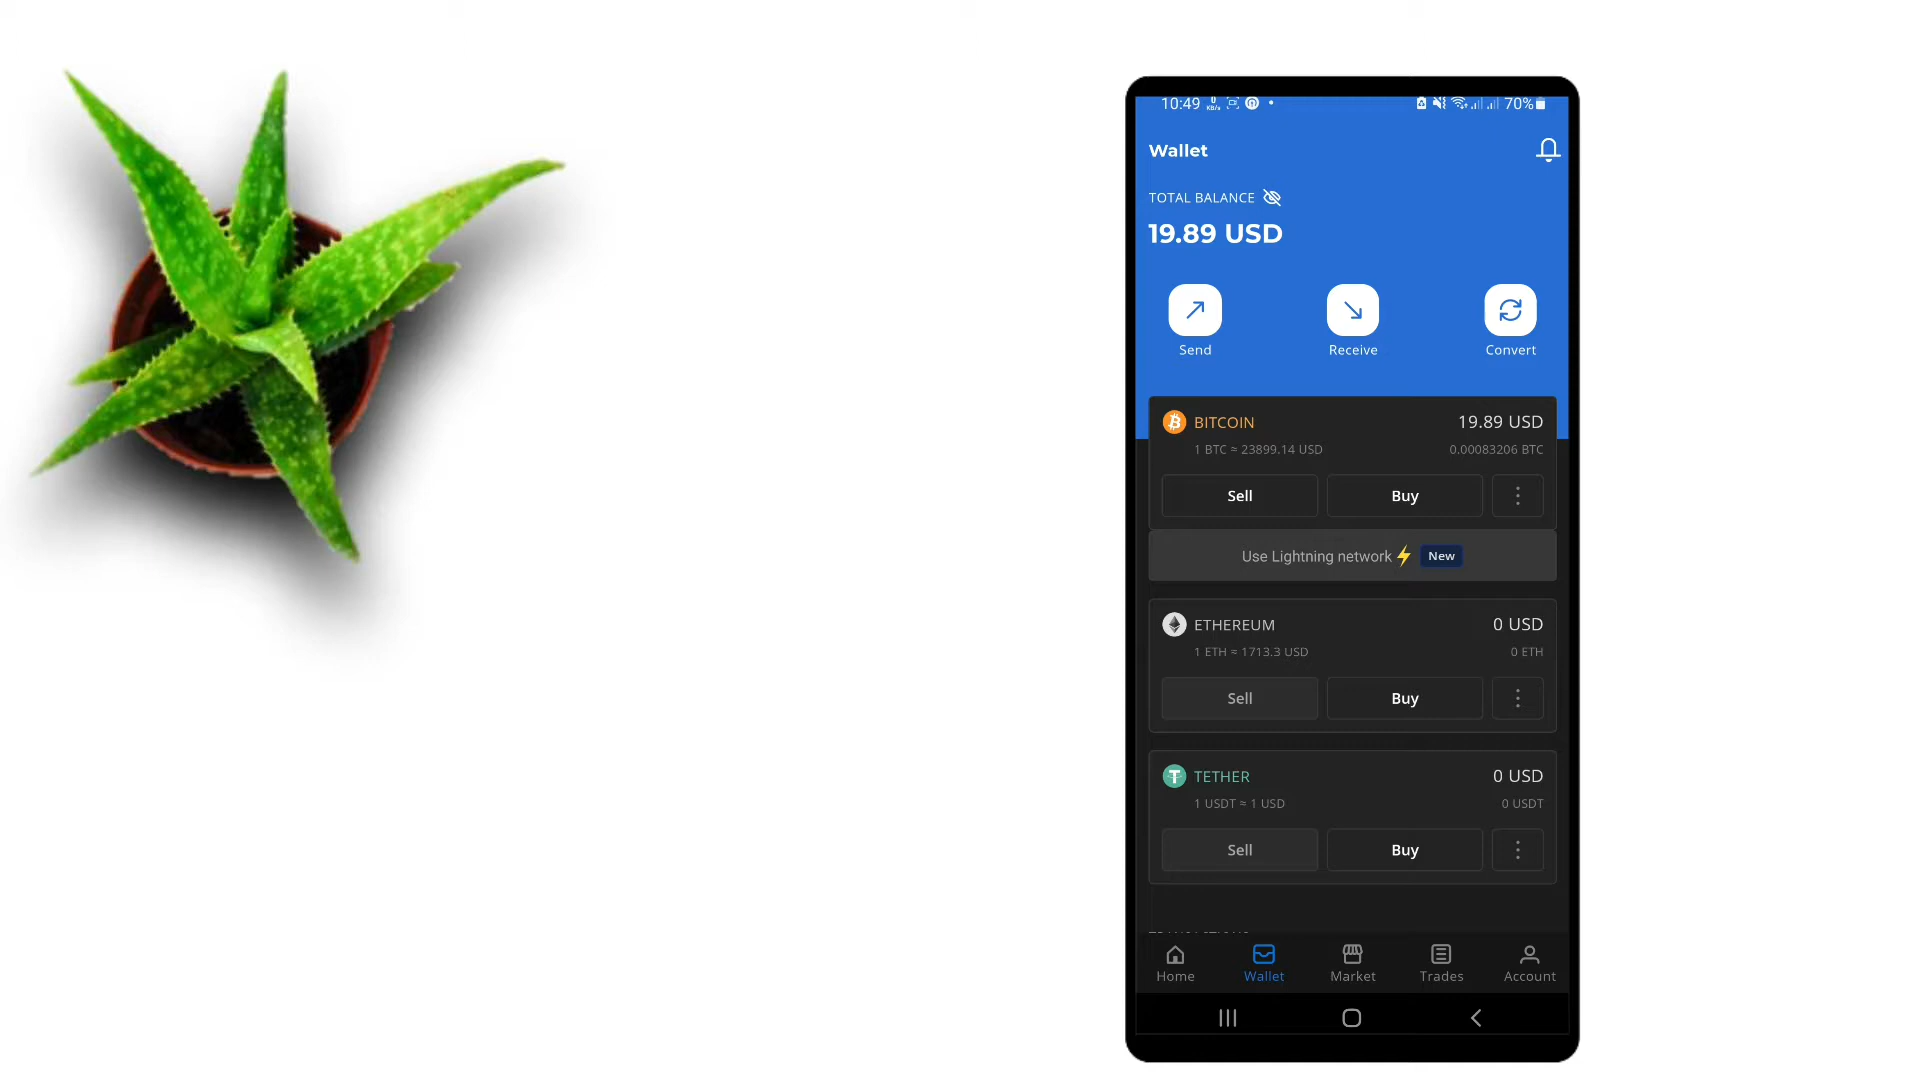 10:49 0 KB/s 70%
Wallet
TOTAL BALANCE
19.89 USD
Send Receive Convert
BITCOIN 19.89 USD
1 BTC ≈ 23899.14 USD 0.00083206 BTC
Sell Buy
Use Lightning network⚡ New
ETHEREUM 0 USD
1 ETH ≈ 1713.3 USD 0 ETH
Sell Buy
TETHER 0 USD
1 USDT ≈ 1 USD 0 USDT
Sell Buy
Home Wallet Market Trades Account